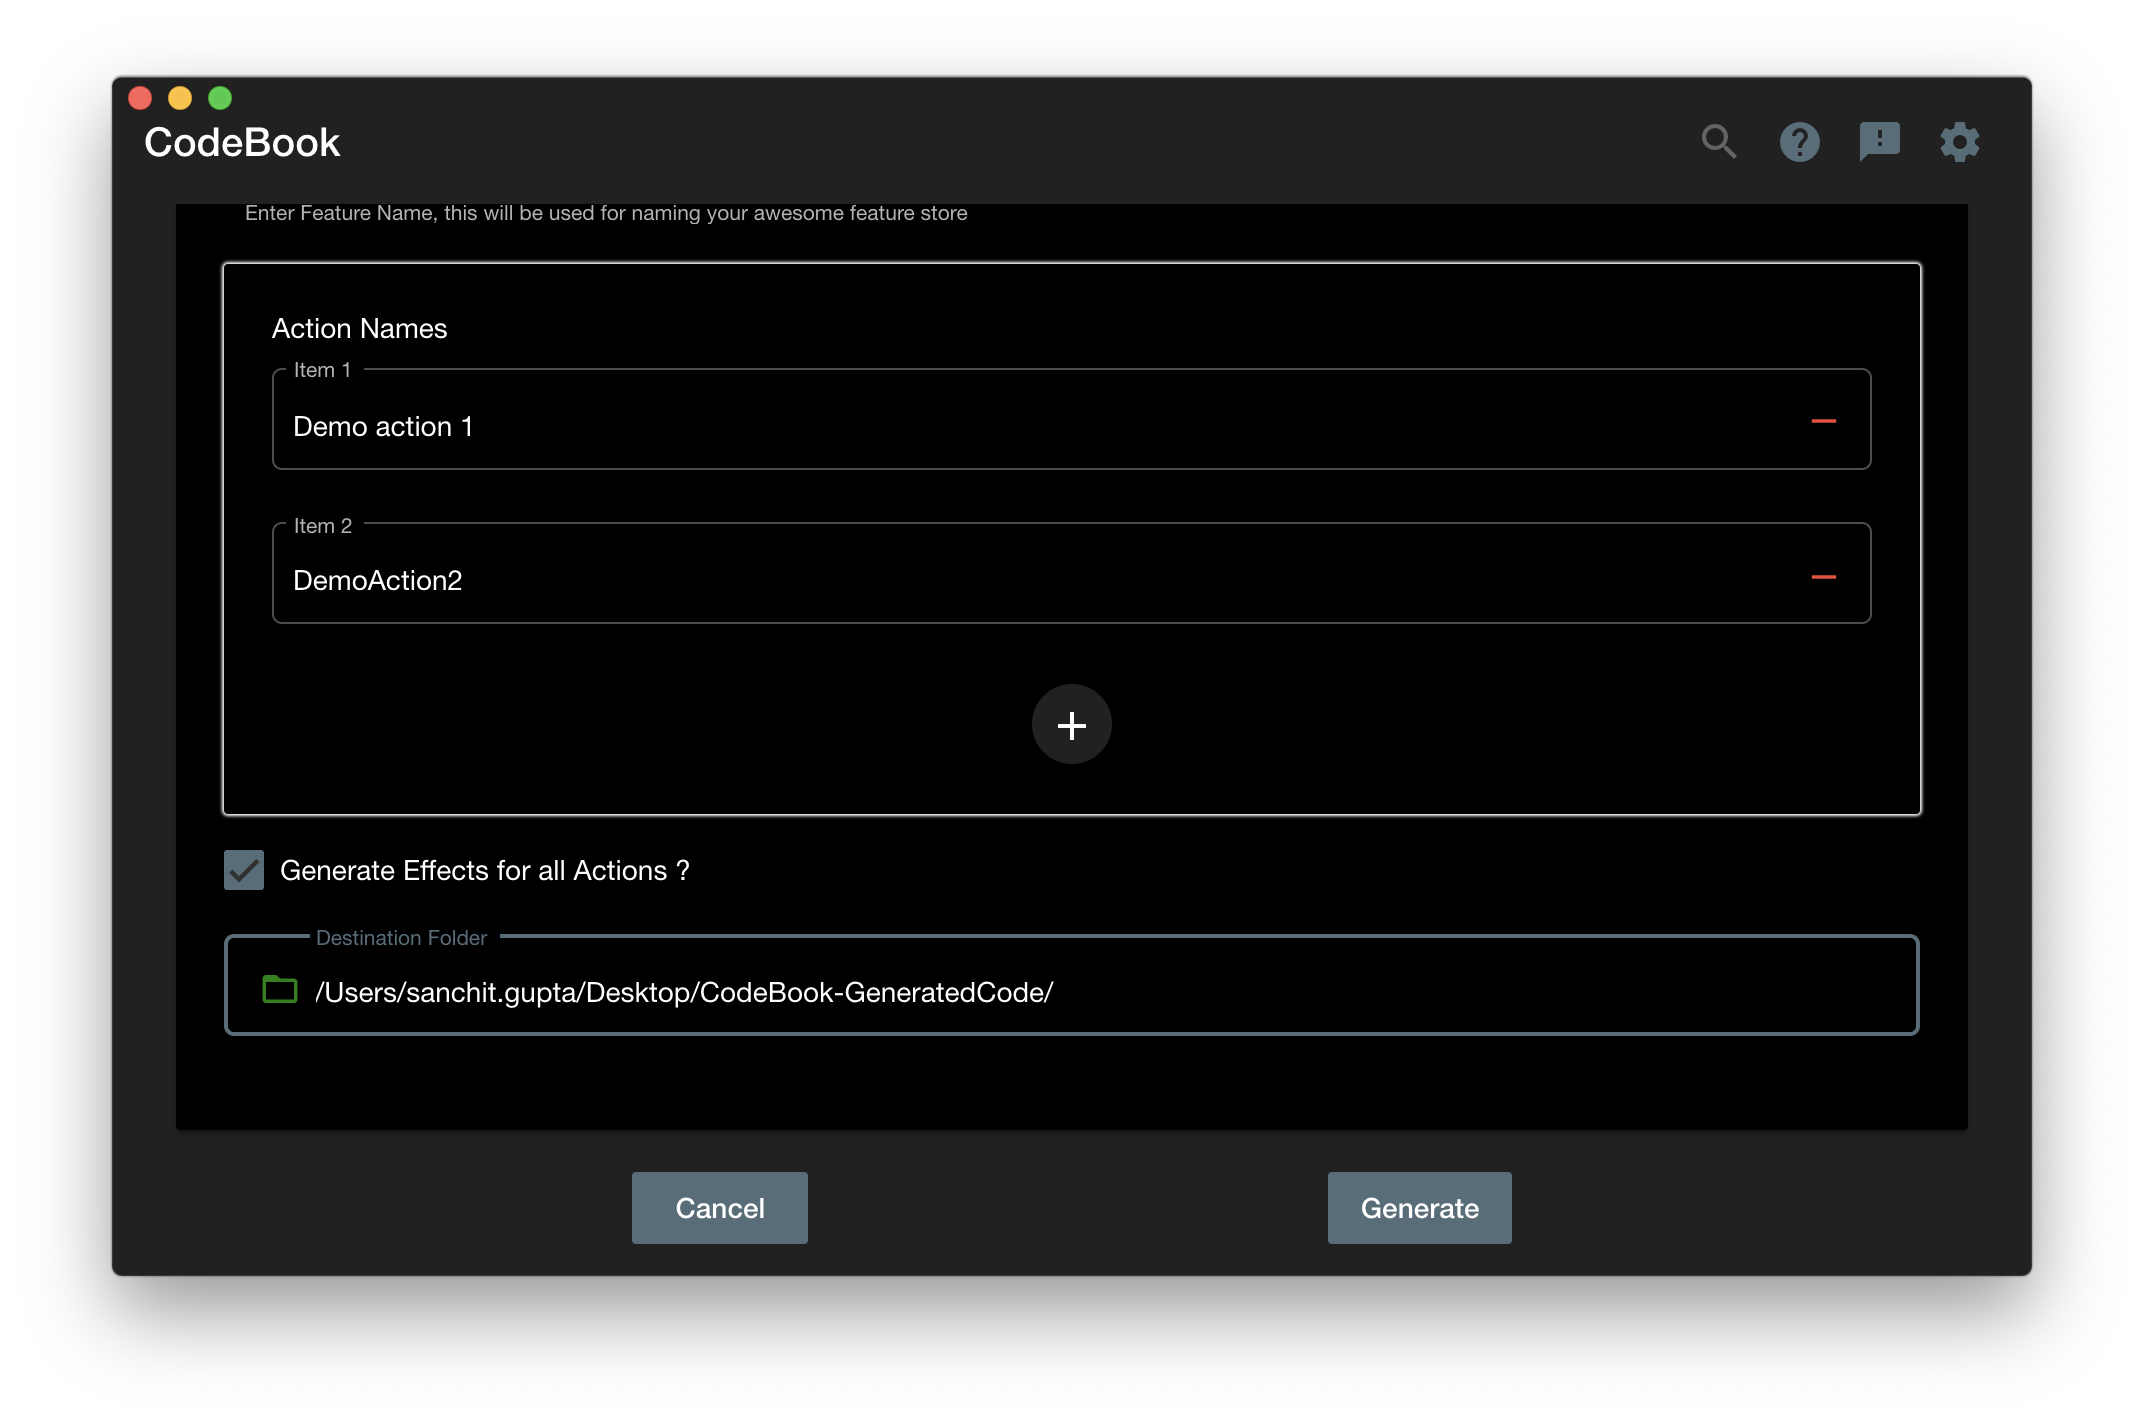 CodeBook
Enter Feature Name, this will be used for naming your awesome feature store
Action Names
Item 1
Demo action 1
Item 2
DemoAction2
Generate Effects for all Actions ?
Destination Folder
/Users/sanchit.gupta/Desktop/CodeBook-GeneratedCode/
Cancel
Generate